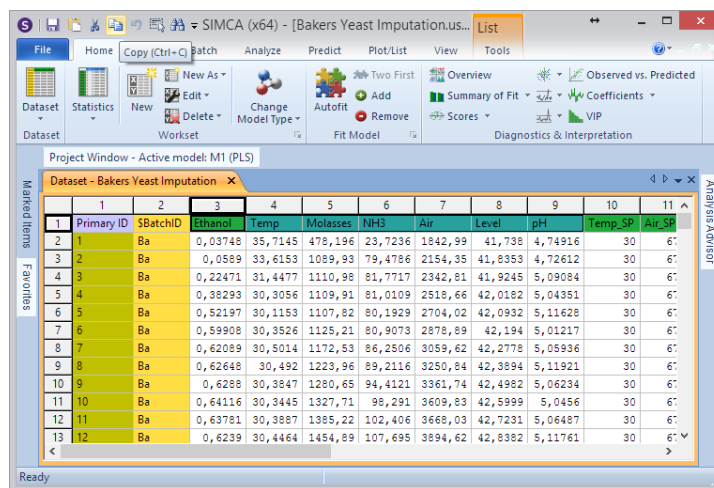 SIMCA (x64) - [Bakers Yeast Imputation.us... List
File Home Batch Analyze Predict Plot/List View Tools
Copy (Ctrl+C)
Dataset Statistics New New As Edit Delete Change Model Type Autofit Two First Add Remove Overview Summary of Fit Scores Observed vs. Predicted Coefficients VIP
Dataset Workset Fit Model Diagnostics & Interpretation
Project Window - Active model: M1 (PLS)
Marked Items
Favorites
Analysis Advisor
Dataset - Bakers Yeast Imputation
1 2 3 4 5 6 7 8 9 10 11
1 Primary ID $BatchID Ethanol Temp Molasses NH3 Air Level pH Temp_SP Air_SP
2 1 Ba 0,03748 35,7145 478,196 23,7236 1842,99 41,738 4,74916 30 67
3 2 Ba 0,0589 33,6153 1089,93 79,4786 2154,35 41,8353 4,72612 30 67
4 3 Ba 0,22471 31,4477 1110,98 81,7717 2342,81 41,9245 5,09084 30 67
5 4 Ba 0,38293 30,3056 1109,91 81,0109 2518,66 42,0182 5,04351 30 67
6 5 Ba 0,52197 30,1153 1107,82 80,1929 2704,02 42,0932 5,11628 30 67
7 6 Ba 0,59908 30,3526 1125,21 80,9073 2878,89 42,194 5,01217 30 67
8 7 Ba 0,62089 30,5014 1172,53 86,2506 3059,62 42,2778 5,05936 30 67
9 8 Ba 0,62648 30,492 1223,96 89,2116 3250,84 42,3894 5,11921 30 67
10 9 Ba 0,6288 30,3847 1280,65 94,4121 3361,74 42,4982 5,06234 30 67
11 10 Ba 0,64116 30,3445 1327,71 98,291 3609,83 42,5999 5,0456 30 67
12 11 Ba 0,63781 30,3887 1385,22 102,406 3668,03 42,7231 5,06487 30 67
13 12 Ba 0,6239 30,4464 1454,89 107,695 3894,62 42,8382 5,11761 30 67
Ready